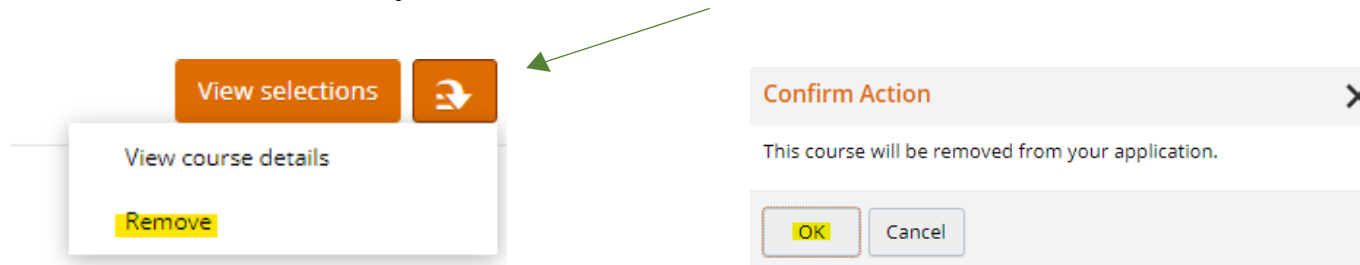 View selections
View course details
Remove
Confirm Action
This course will be removed from your application.
OK
Cancel